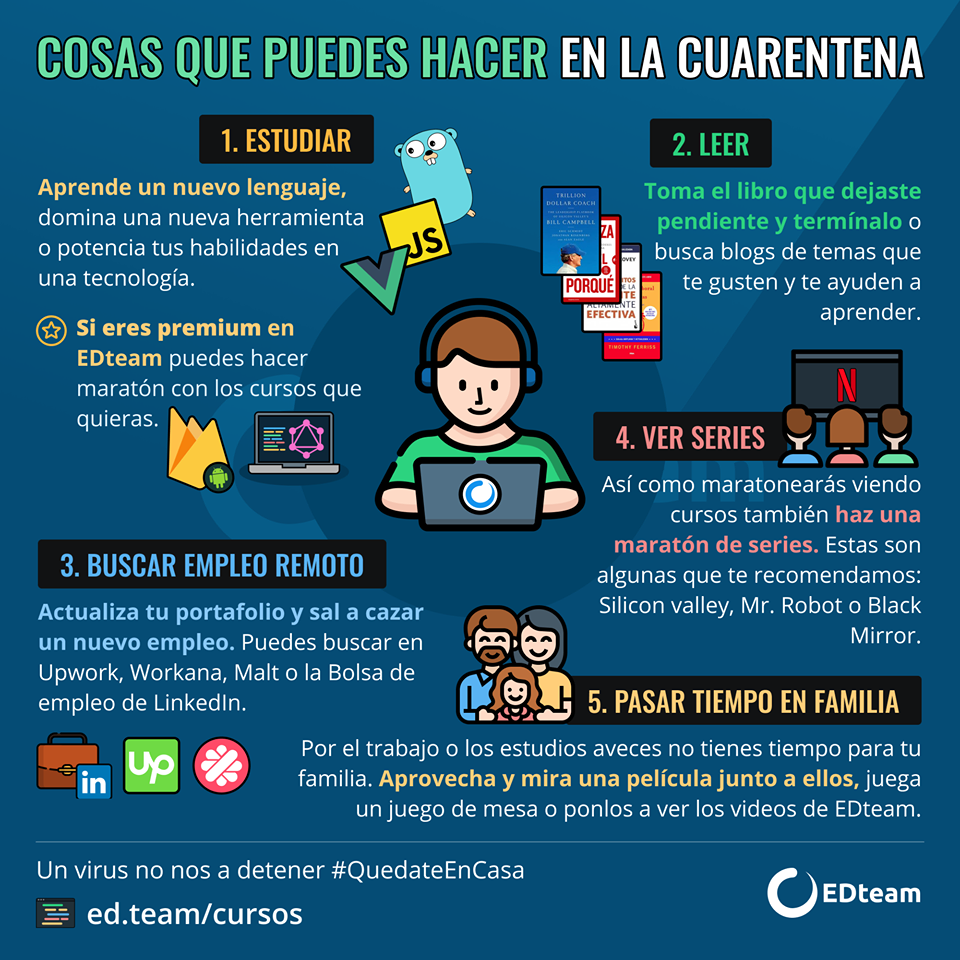 COSAS QUE PUEDES HACER EN LA CUARENTENA
1. ESTUDIAR
Aprende un nuevo lenguaje,
domina una nueva herramienta
o potencia tus habilidades en
una tecnología.
JS
Si eres premium en
EDteam puedes hacer
maratón con los cursos que
quieras.
2. LEER
Toma el libro que dejaste
pendiente y termínalo o
busca blogs de temas que
te gusten y te ayuden a
aprender.
TRILLION
DOLLAR COACH
BILL CAMPBELL
ZA
PORQUÉ
OVEY
ALTAMENTE
EFECTIVA
TIMOTHY FERRISS
3. BUSCAR EMPLEO REMOTO
Actualiza tu portafolio y sal a cazar
un nuevo empleo. Puedes buscar en
Upwork, Workana, Malt o la Bolsa de
empleo de LinkedIn.
in
Up
N
4. VER SERIES
Así como maratonearás viendo
cursos también haz una
maratón de series. Estas son
algunas que te recomendamos:
Silicon valley, Mr. Robot o Black
Mirror.
5. PASAR TIEMPO EN FAMILIA
Por el trabajo o los estudios aveces no tienes tiempo para tu
familia. Aprovecha y mira una película junto a ellos, juega
un juego de mesa o ponlos a ver los videos de EDteam.
Un virus no nos a detener #QuedateEnCasa
ed.team/cursos
EDteam